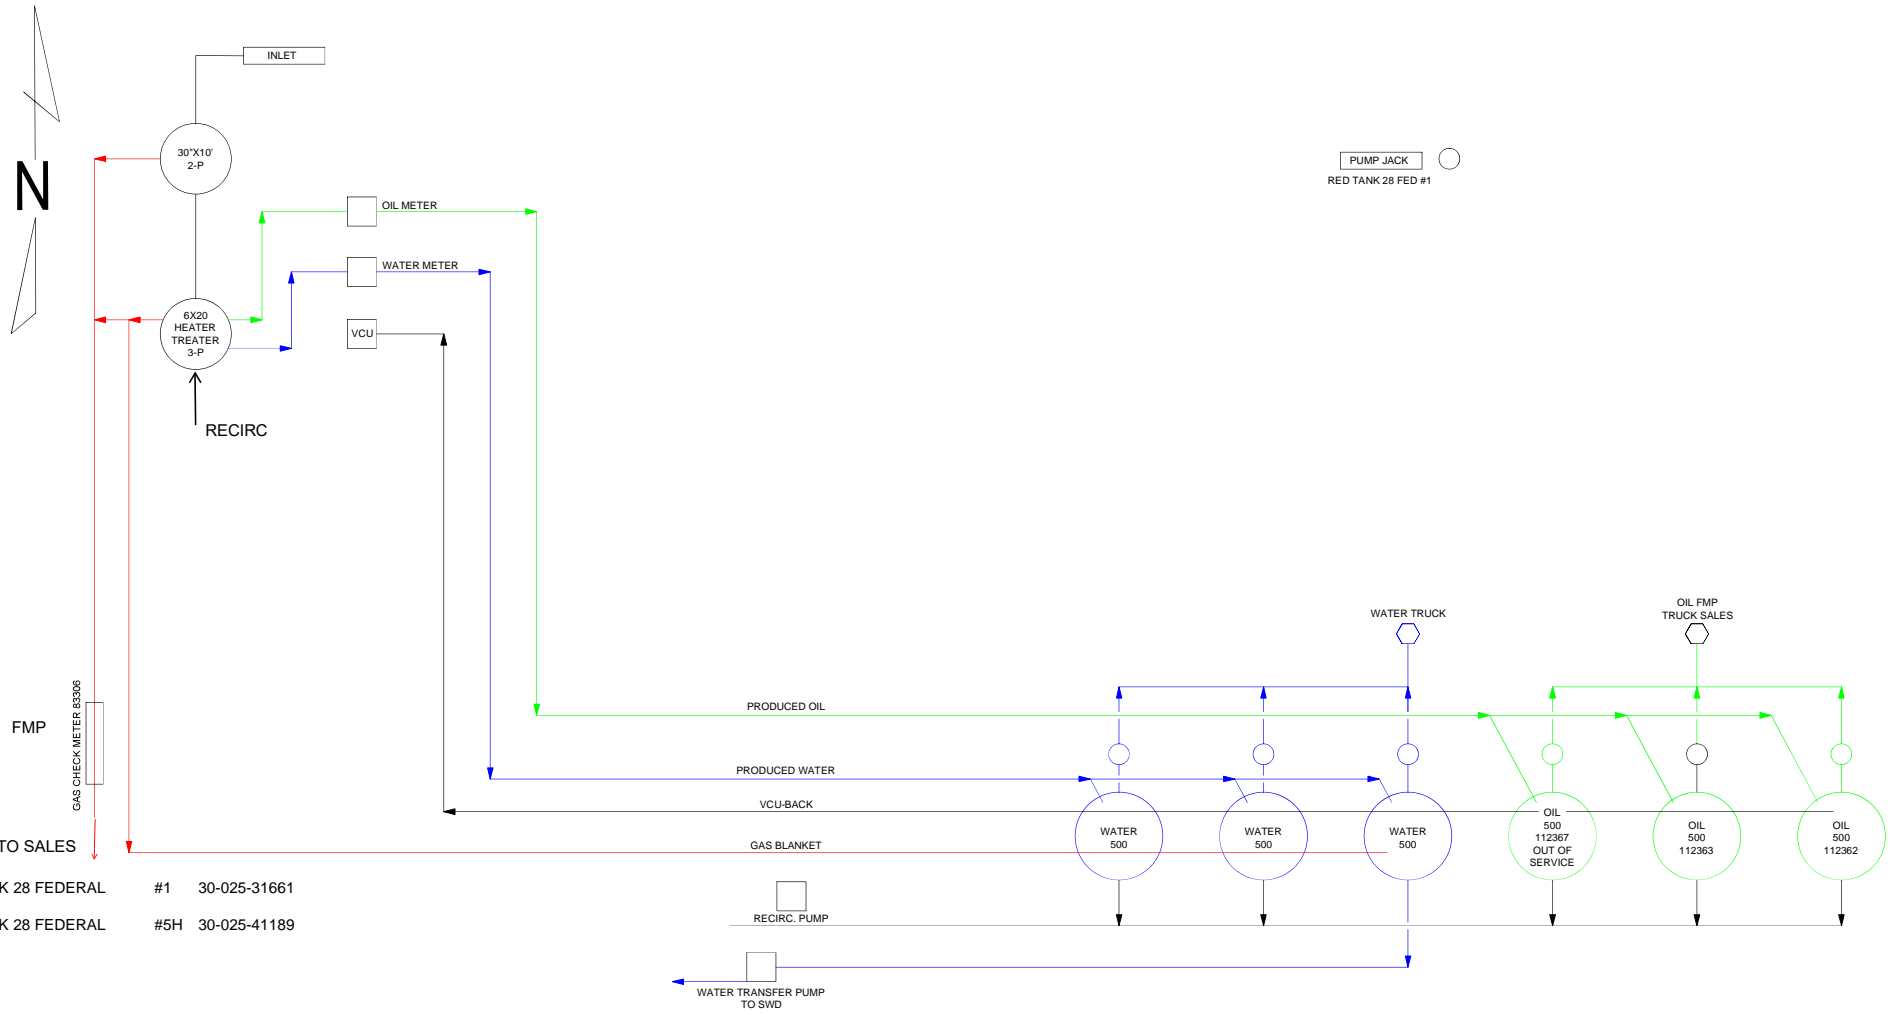 INLET
30"X10'
2-P
N
PUMP JACK
RED TANK 28 FED #1
OIL METER
WATER METER
6X20
HEATER
TREATER
3-P
VCU
RECIRC
WATER TRUCK
OIL FMP
TRUCK SALES
GAS CHECK METER 83306
FMP
PRODUCED OIL
PRODUCED WATER
VCU-BACK
GAS BLANKET
WATER
500
WATER
500
WATER
500
OIL
500
112367
OUT OF
SERVICE
OIL
500
112363
OIL
500
112362
TO SALES
K 28 FEDERAL #1 30-025-31661
K 28 FEDERAL #5H 30-025-41189
RECIRC. PUMP
WATER TRANSFER PUMP
TO SWD